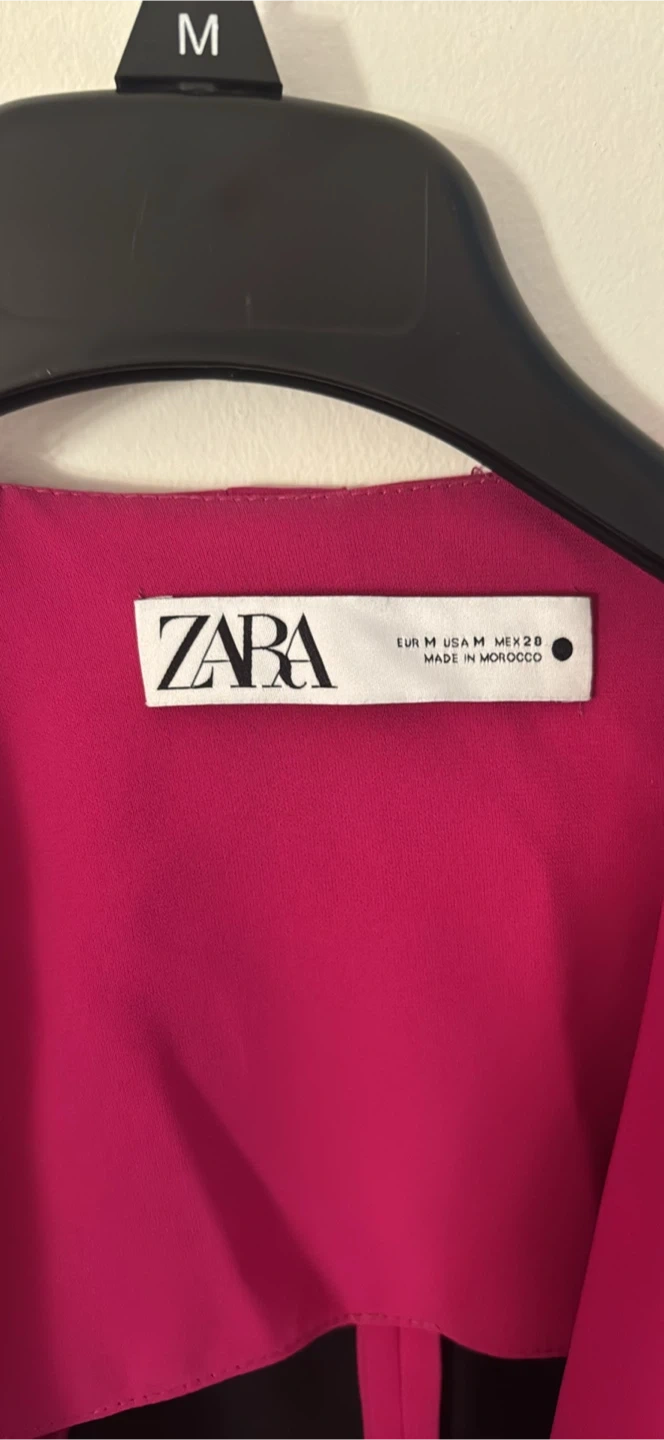 M
ZARA
EUR M USA M MEX 28
MADE IN MOROCCO